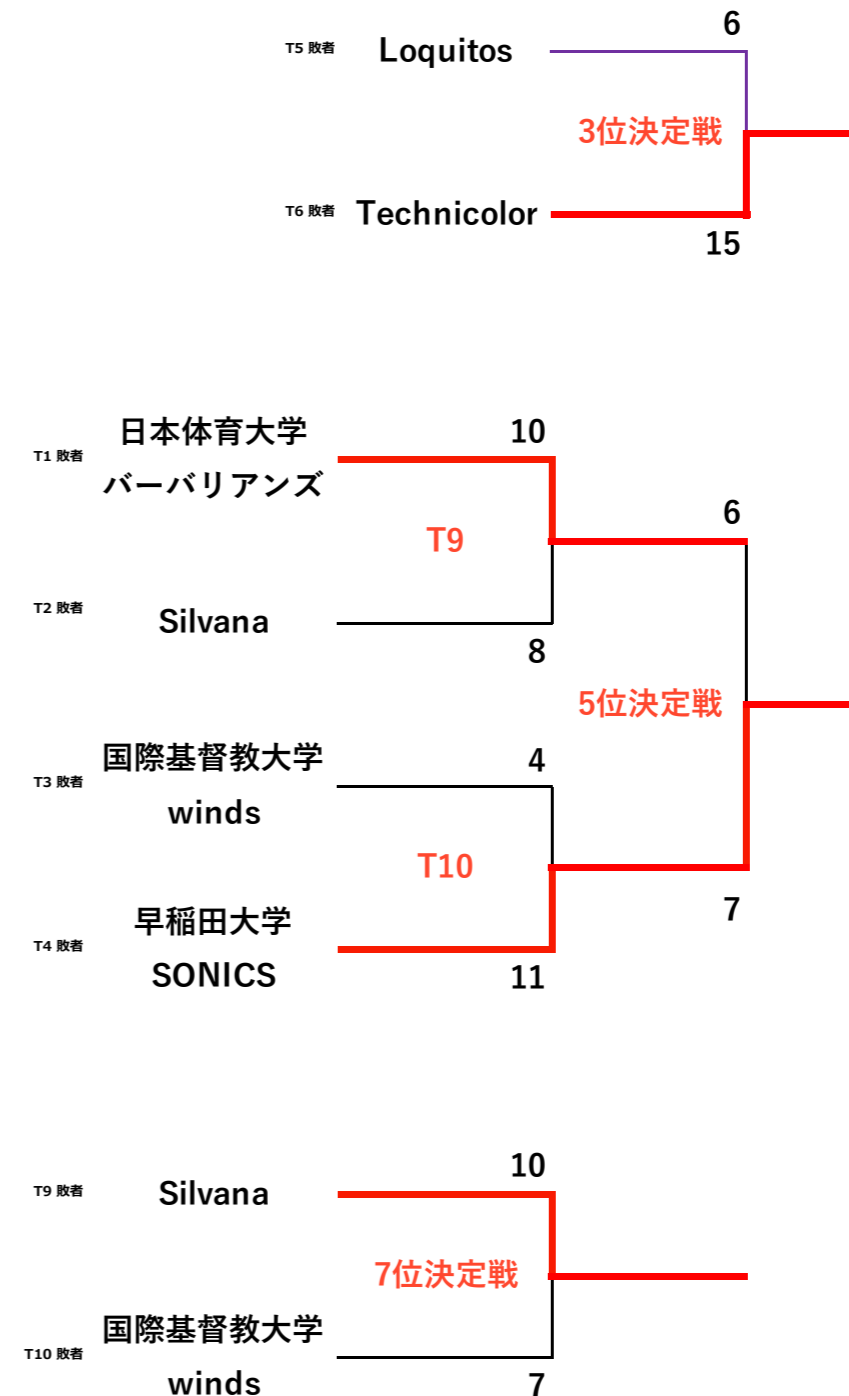 6
T5 敗者 Loquitos
3位決定戦
T6 敗者 Technicolor
15
日本体育大学 10
T1 敗者
バーバリアンズ
6
T9
T2 敗者
Silvana
8
5位決定戦
国際基督教大学 4
T3 敗者
winds
T10
7
早稲田大学
T4 敗者
SONICS 11
10
T9 敗者 Silvana
7位決定戦
国際基督教大学
T10 敗者
winds 7